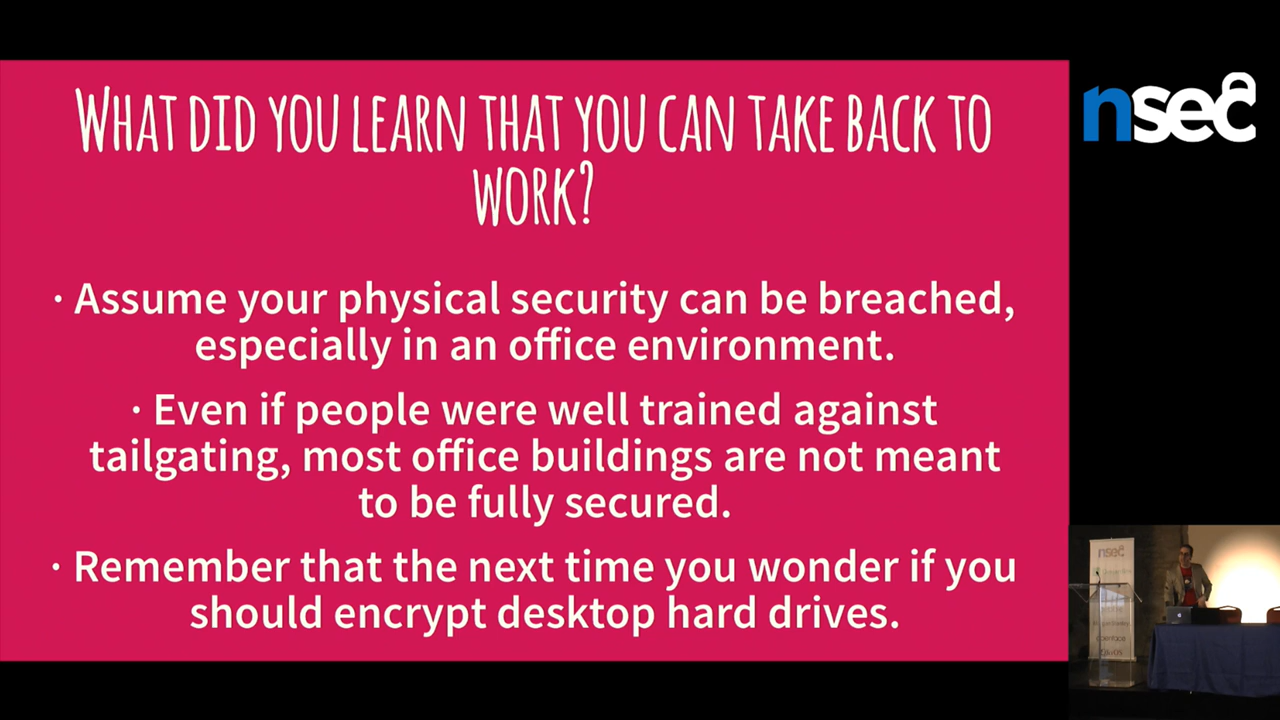 What did you learn that you can take back to
work?
· Assume your physical security can be breached,
especially in an office environment.
· Even if people were well trained against
tailgating, most office buildings are not meant
to be fully secured.
· Remember that the next time you wonder if you
should encrypt desktop hard drives.
nsec
nsec